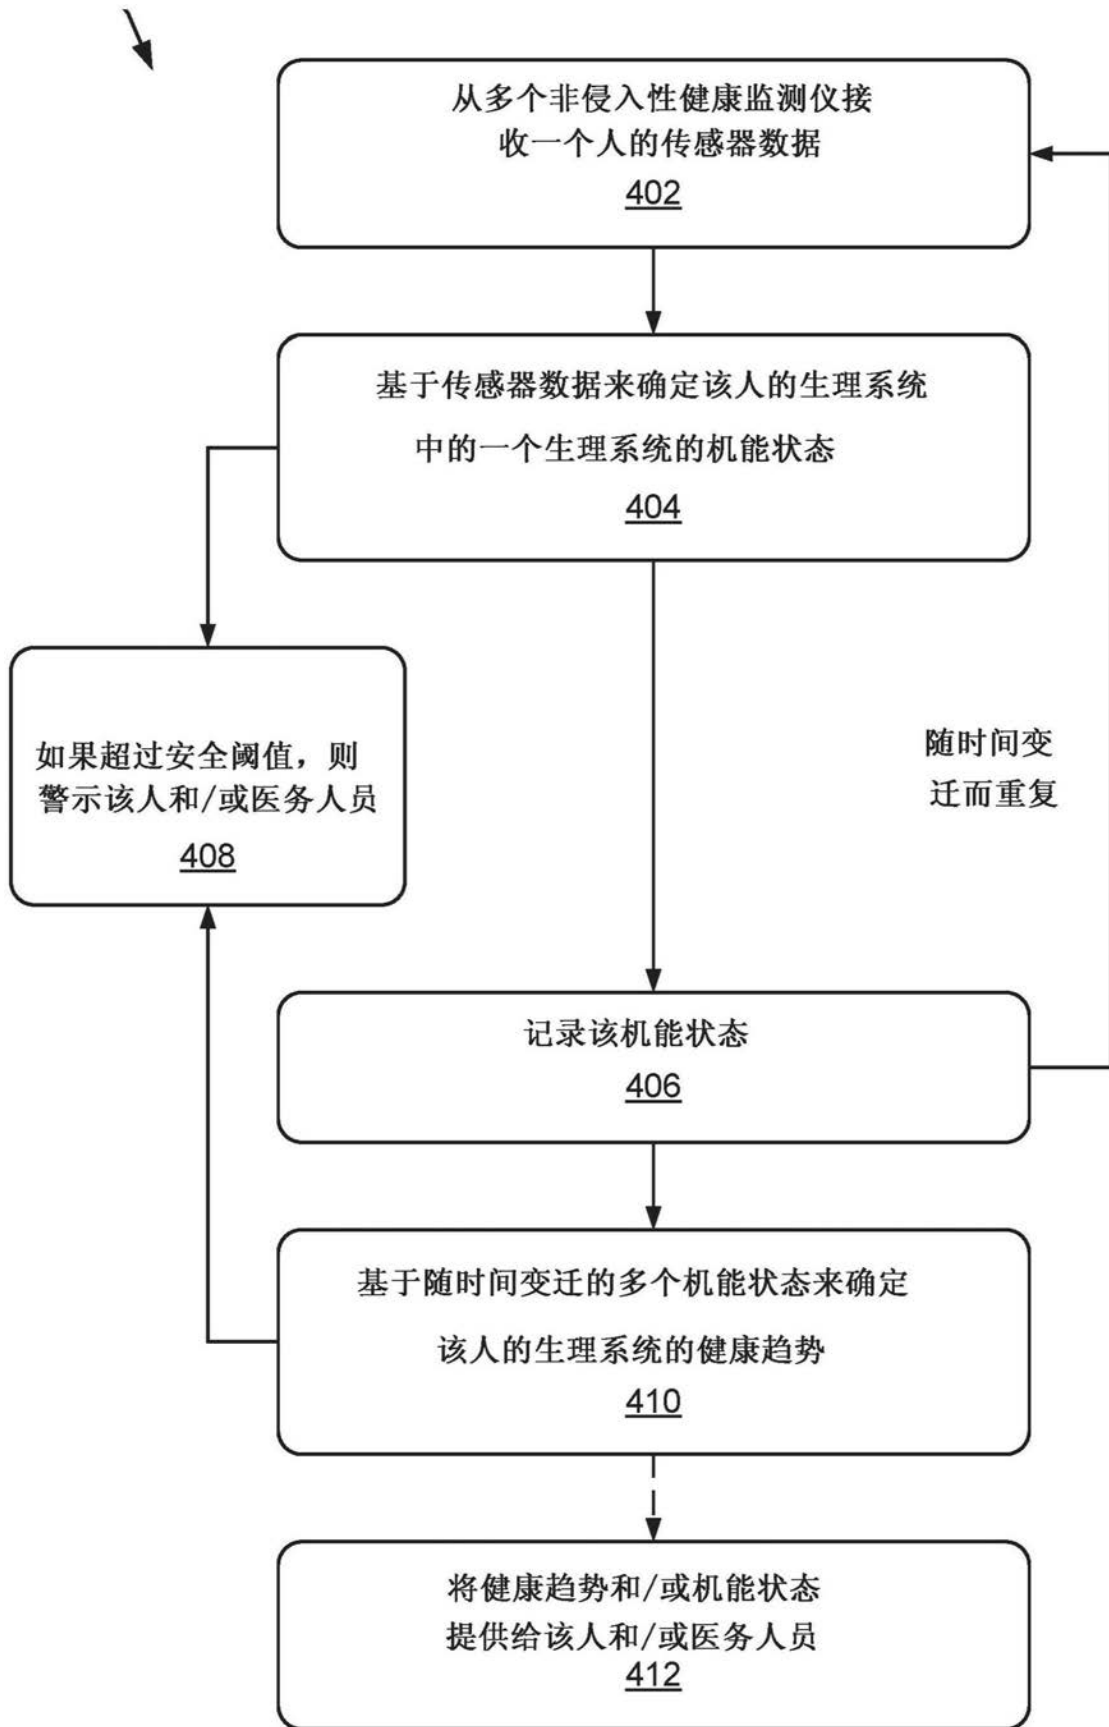 从多个非侵入性健康监测仪接
收一个人的传感器数据
402
基于传感器数据来确定该人的生理系统
中的一个生理系统的机能状态
404
如果超过安全阈值，则
警示该人和/或医务人员
408
随时间变
迁而重复
记录该机能状态
406
基于随时间变迁的多个机能状态来确定
该人的生理系统的健康趋势
410
将健康趋势和/或机能状态
提供给该人和/或医务人员
412